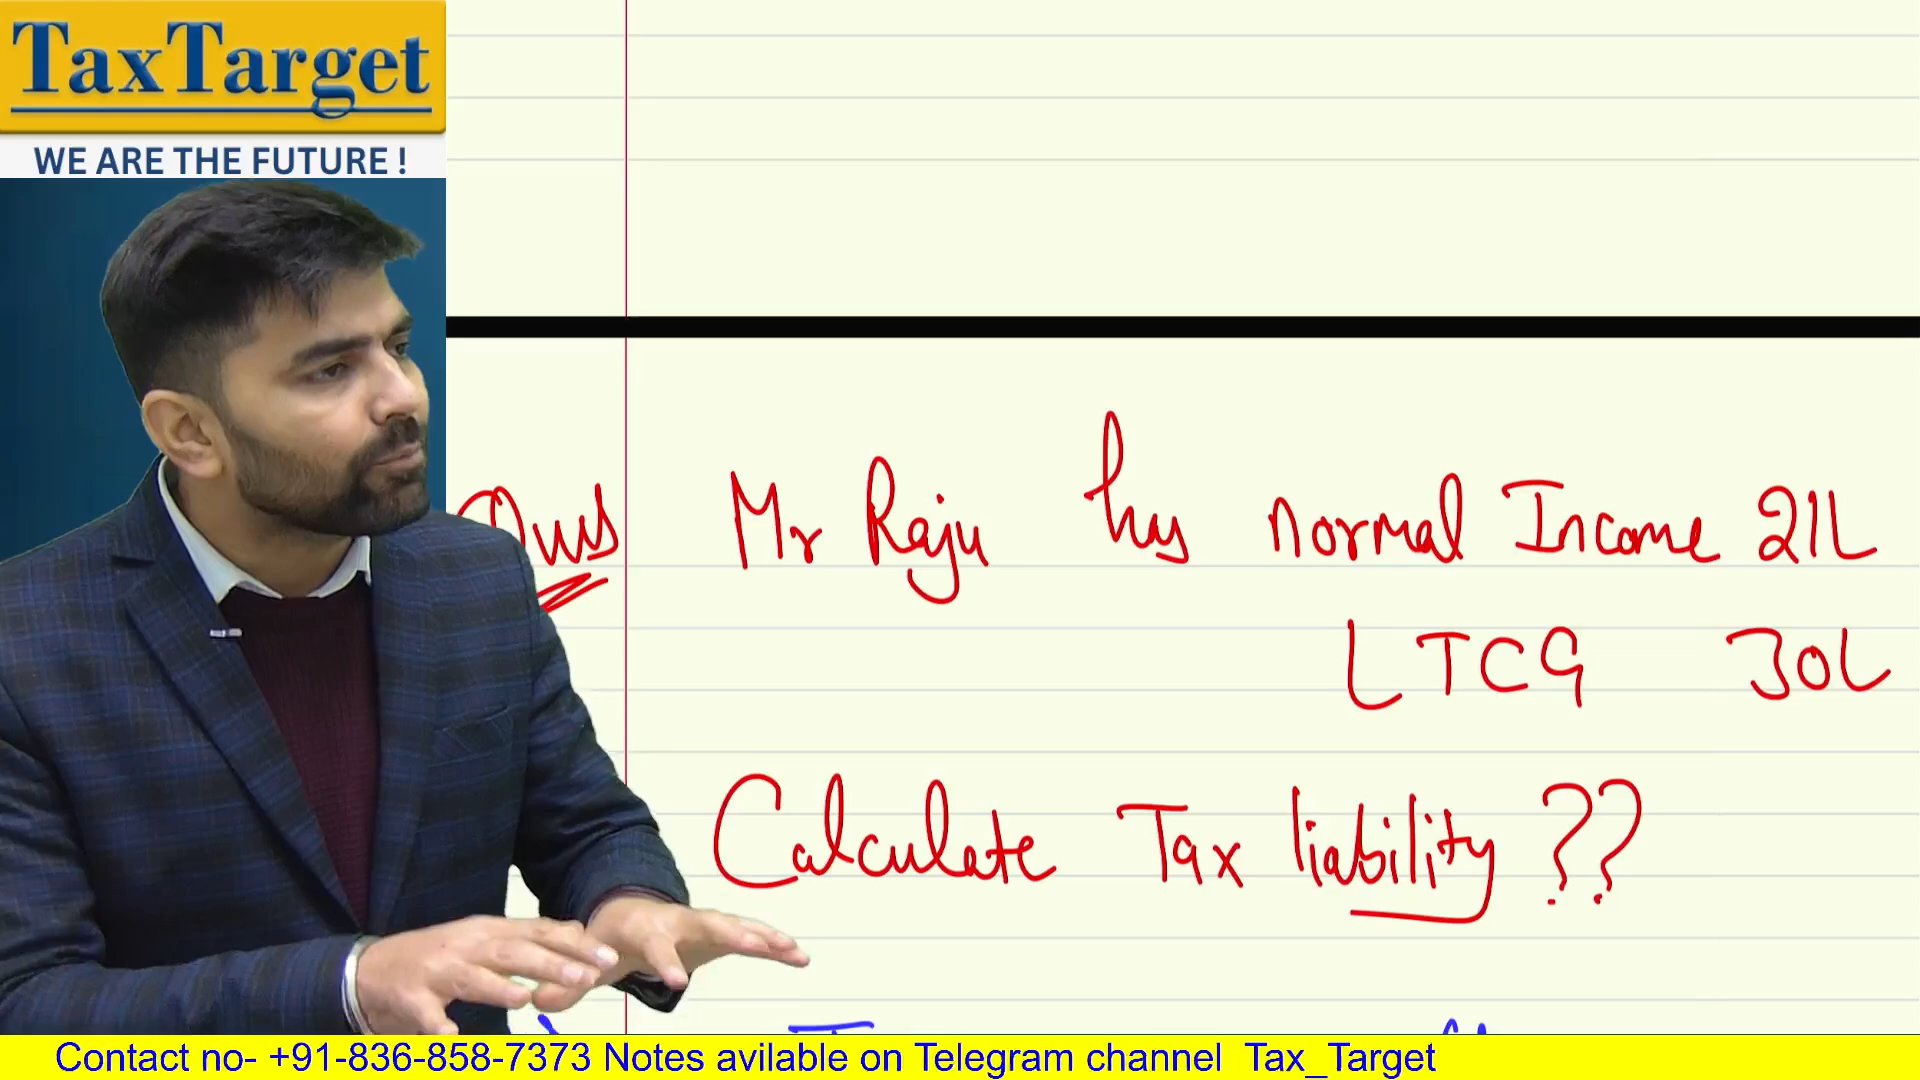 TaxTarget
WE ARE THE FUTURE !
Ques Mr Raju has normal Income 21L
LTCG 30L
Calculate Tax liability ??
Contact no- +91-836-858-7373 Notes avilable on Telegram channel Tax_Target